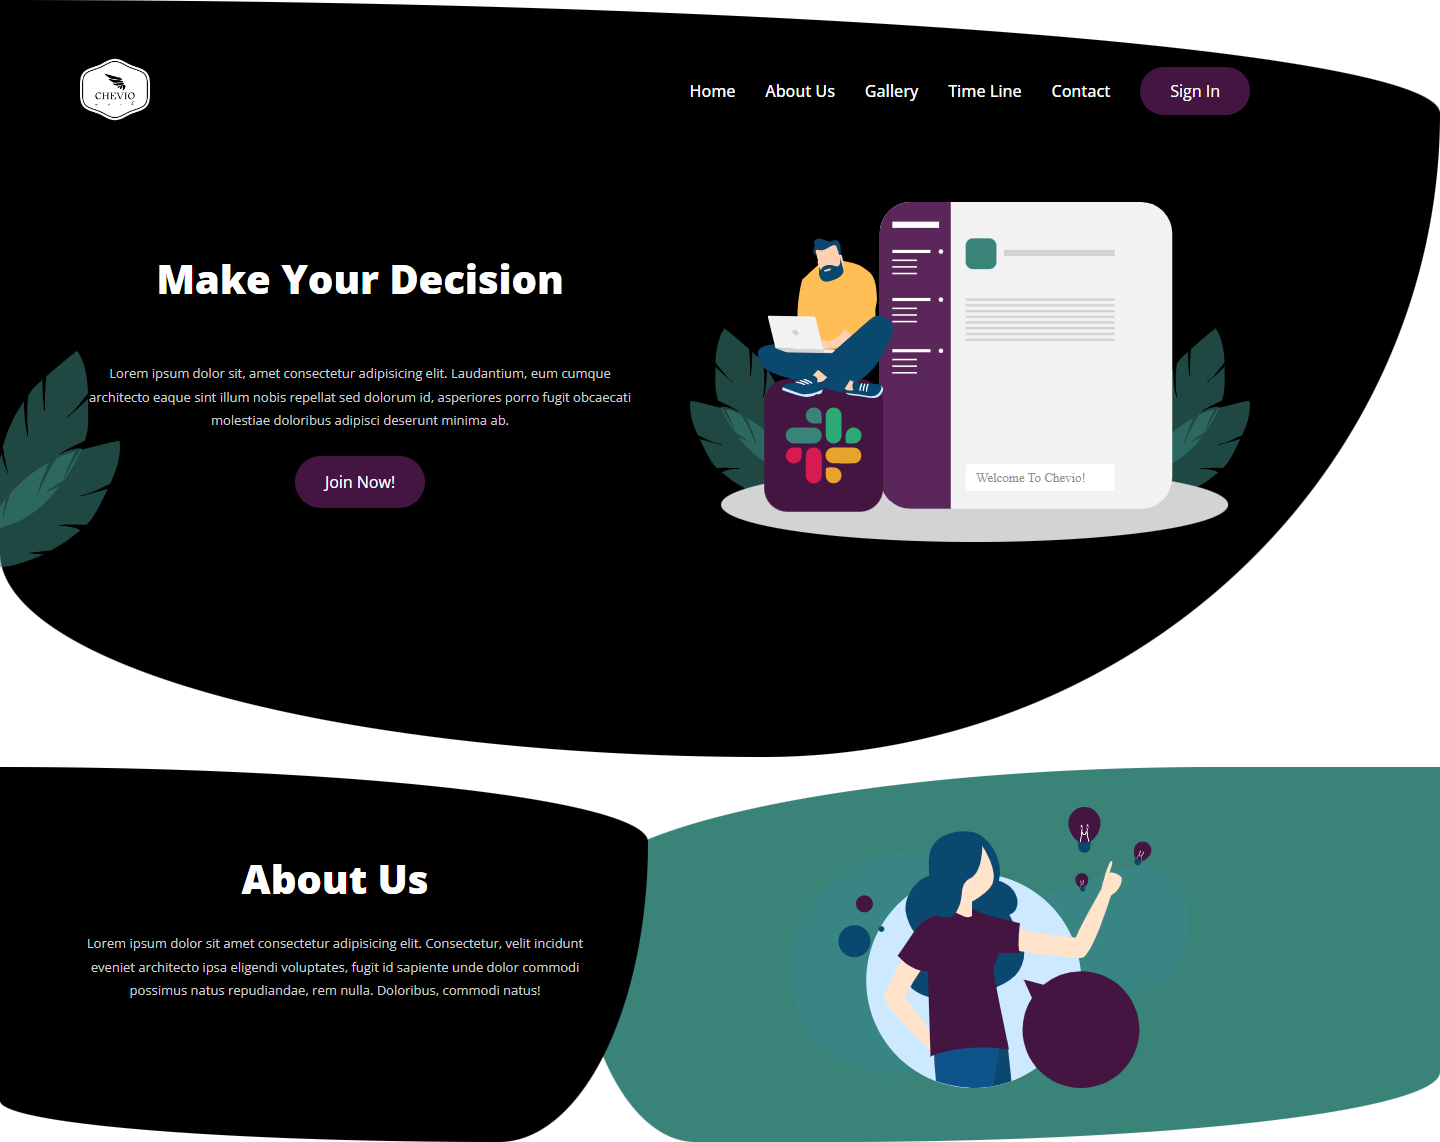 CHEVIO
Home About Us Gallery Time Line Contact Sign In
Make Your Decision
Lorem ipsum dolor sit, amet consectetur adipisicing elit. Laudantium, eum cumque
architecto eaque sint illum nobis repellat sed dolorum id, asperiores porro fugit obcaecati
molestiae doloribus adipisci deserunt minima ab.
Join Now!
Welcome To Chevio!
About Us
Lorem ipsum dolor sit amet consectetur adipisicing elit. Consectetur, velit incidunt
eveniet architecto ipsa eligendi voluptates, fugit id sapiente unde dolor commodi
possimus natus repudiandae, rem nulla. Doloribus, commodi natus!